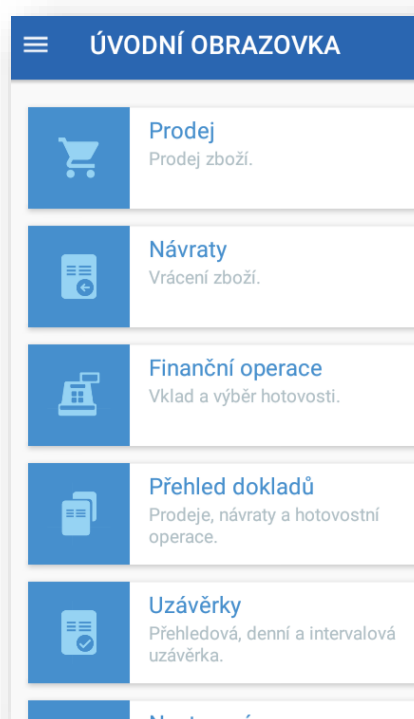 ÚVODNÍ OBRAZOVKA
Prodej
Prodej zboží.
Návraty
Vrácení zboží.
Finanční operace
Vklad a výběr hotovosti.
Přehled dokladů
Prodeje, návraty a hotovostní
operace.
Uzávěrky
Přehledová, denní a intervalová
uzávěrka.